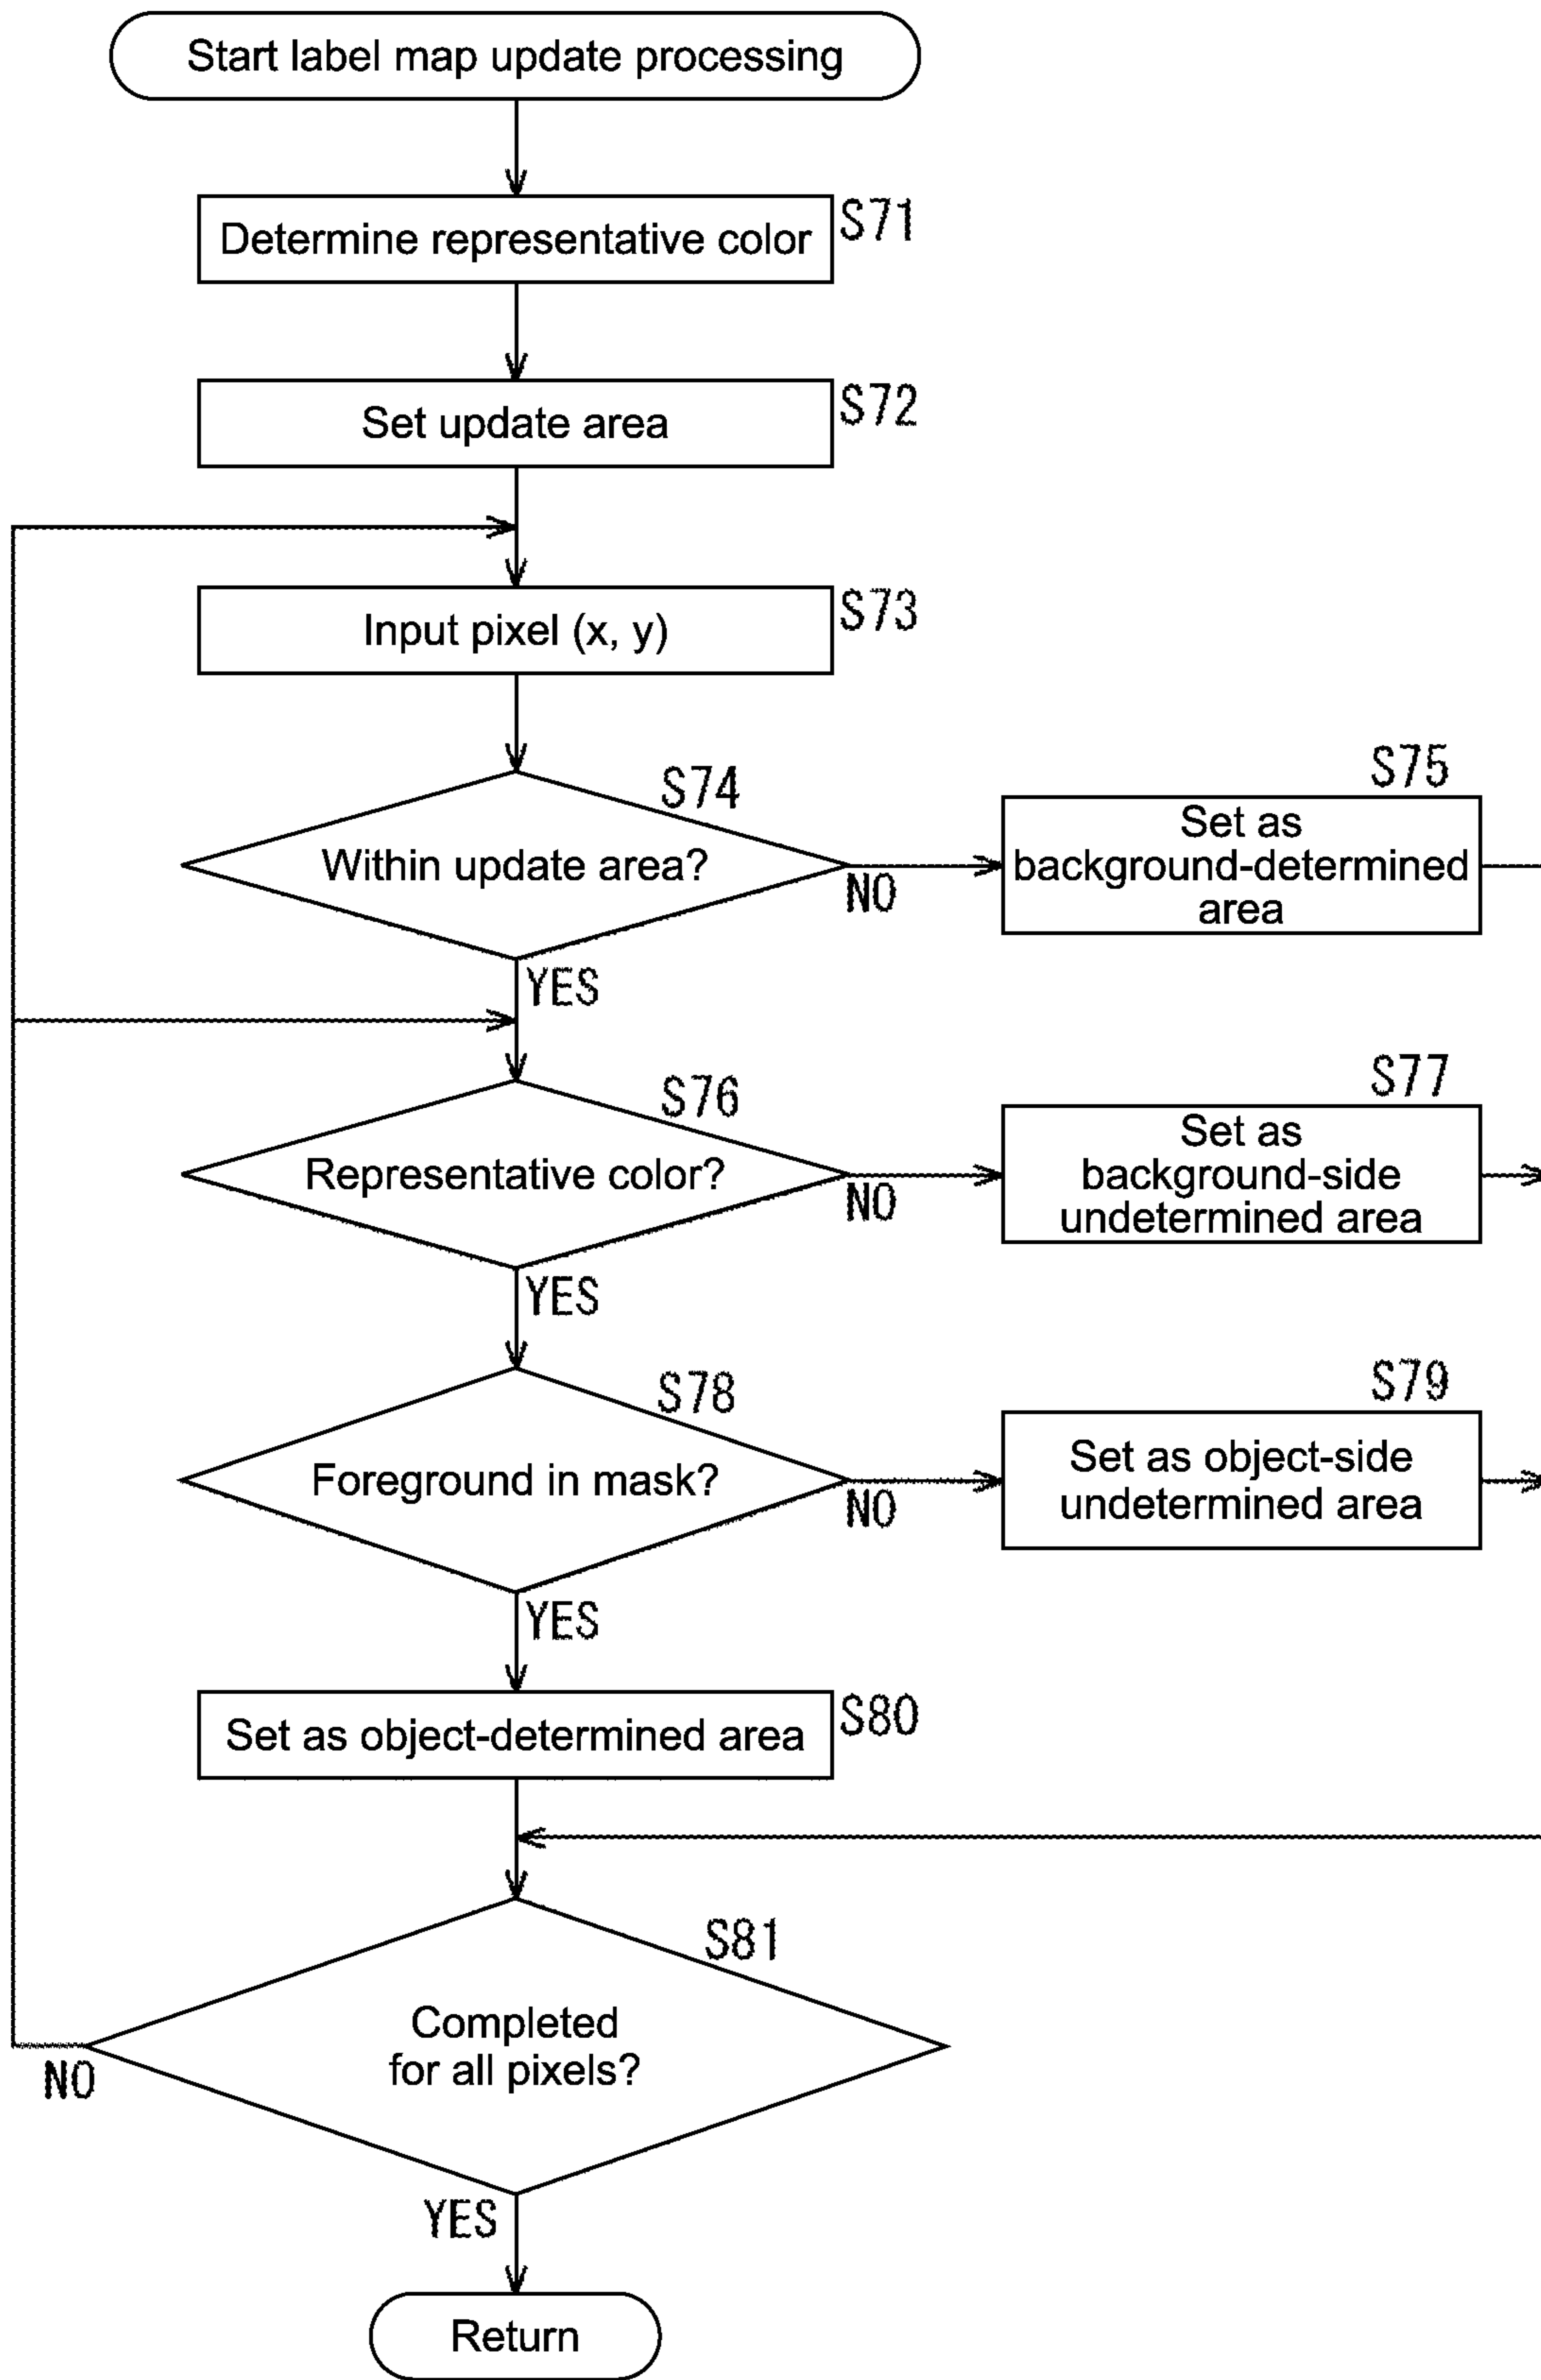 Start label map update processing
Determine representative color
S71
Set update area
S72
Input pixel (x, y)
S73
Within update area?
S74
NO
YES
Set as
background-determined
area
S75
Representative color?
S76
NO
YES
Set as
background-side
undetermined area
S77
Foreground in mask?
S78
NO
YES
Set as object-side
undetermined area
S79
Set as object-determined area
S80
Completed
for all pixels?
S81
NO
YES
Return